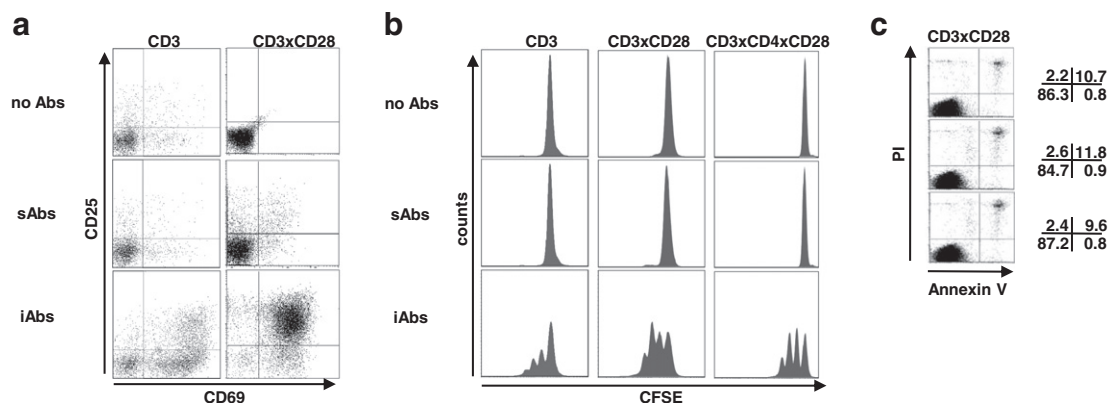 a
CD3
CD3xCD28
no Abs
sAbs
iAbs
CD25
CD69
b
CD3
CD3xCD28
CD3xCD4xCD28
no Abs
sAbs
iAbs
counts
CFSE
c
CD3xCD28
PI
Annexin V
2.2 10.7
86.3 0.8
2.6 11.8
84.7 0.9
2.4 9.6
87.2 0.8